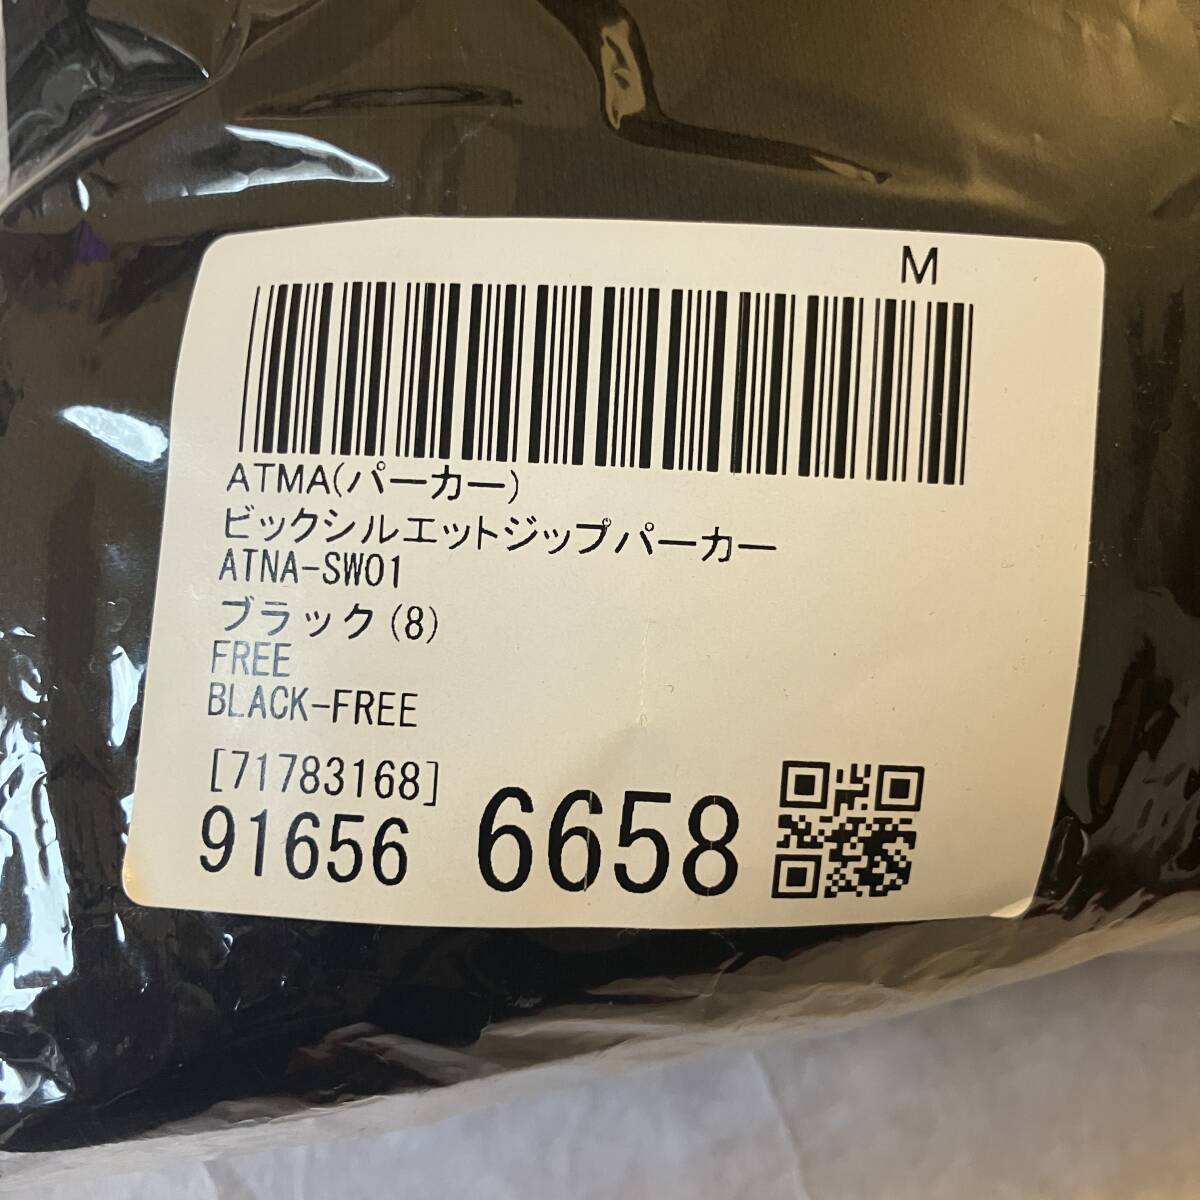 M
ATMA(パーカー)
ビックシルエットジップパーカー
ATNA-SW01
ブラック(8)
FREE
BLACK-FREE
[71783168]
91656 6658